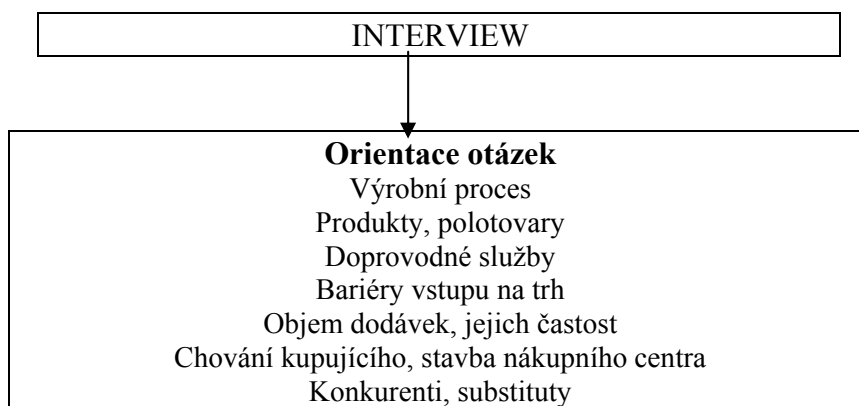 INTERVIEW
Orientace otázek
Výrobní proces
Produkty, polotovary
Doprovodné služby
Bariéry vstupu na trh
Objem dodávek, jejich častost
Chování kupujícího, stavba nákupního centra
Konkurenti, substituty